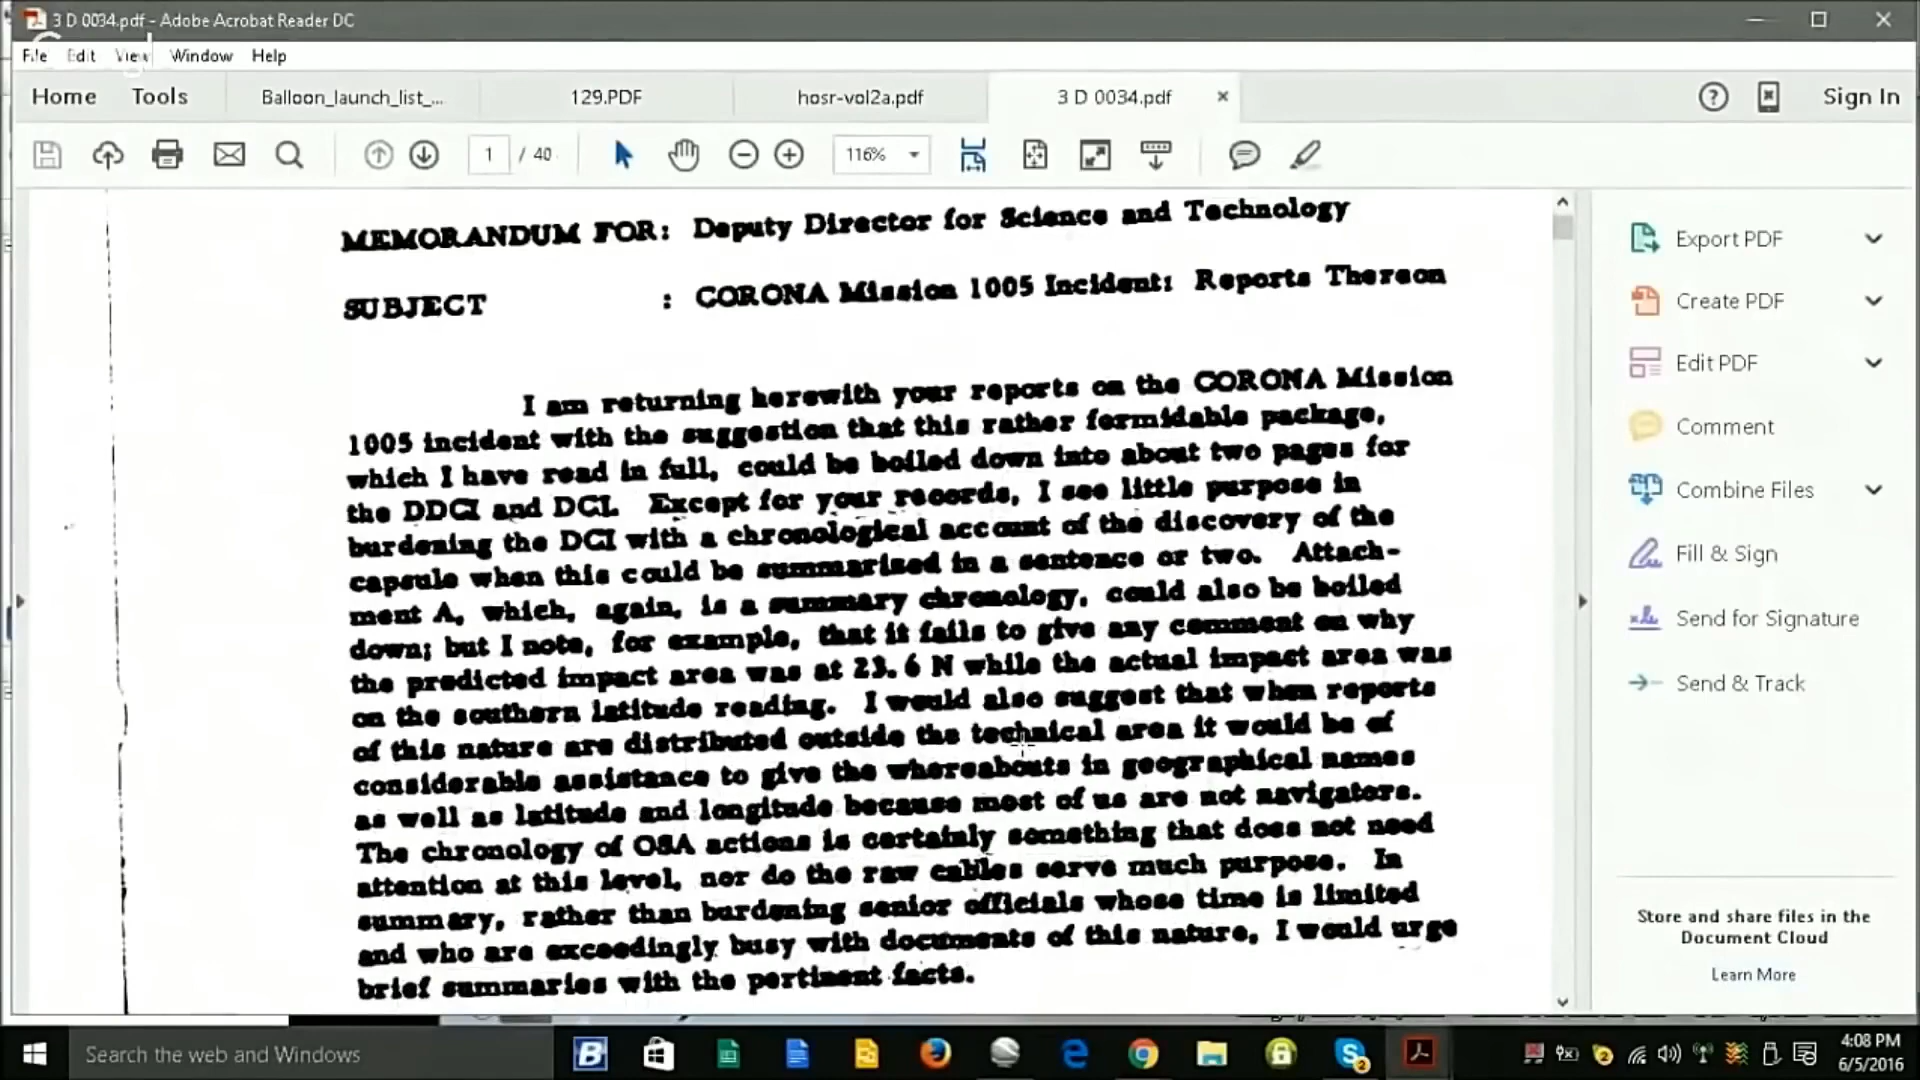 3 D 0034.pdf - Adobe Acrobat Reader DC
File Edit View Window Help
Home Tools Balloon_launch_list_... 129.PDF hosr-vol2a.pdf 3 D 0034.pdf × Sign In
1 / 40 116%
MEMORANDUM FOR: Deputy Director for Science and Technology
SUBJECT : CORONA Mission 1005 Incident: Reports Thereon
I am returning herewith your reports on the CORONA Mission
1005 incident with the suggestion that this rather formidable package,
which I have read in full, could be boiled down into about two pages for
the DDCI and DCI. Except for your records, I see little purpose in
burdening the DCI with a chronological account of the discovery of the
capsule when this could be summarized in a sentence or two. Attach-
ment A, which, again, is a summary chronology, could also be boiled
down; but I note, for example, that it fails to give any comment on why
the predicted impact area was at 23.6 N while the actual impact area was
on the southern latitude reading. I would also suggest that when reports
of this nature are distributed outside the technical area it would be of
considerable assistance to give the whereabouts in geographical names
as well as latitude and longitude because most of us are not navigators.
The chronology of OSA actions is certainly something that does not need
attention at this level, nor do the raw cables serve much purpose. In
summary, rather than burdening senior officials whose time is limited
and who are exceedingly busy with documents of this nature, I would urge
brief summaries with the pertinent facts.
Export PDF
Create PDF
Edit PDF
Comment
Combine Files
Fill & Sign
Send for Signature
Send & Track
Store and share files in the
Document Cloud
Learn More
Search the web and Windows
4:08 PM
6/5/2016